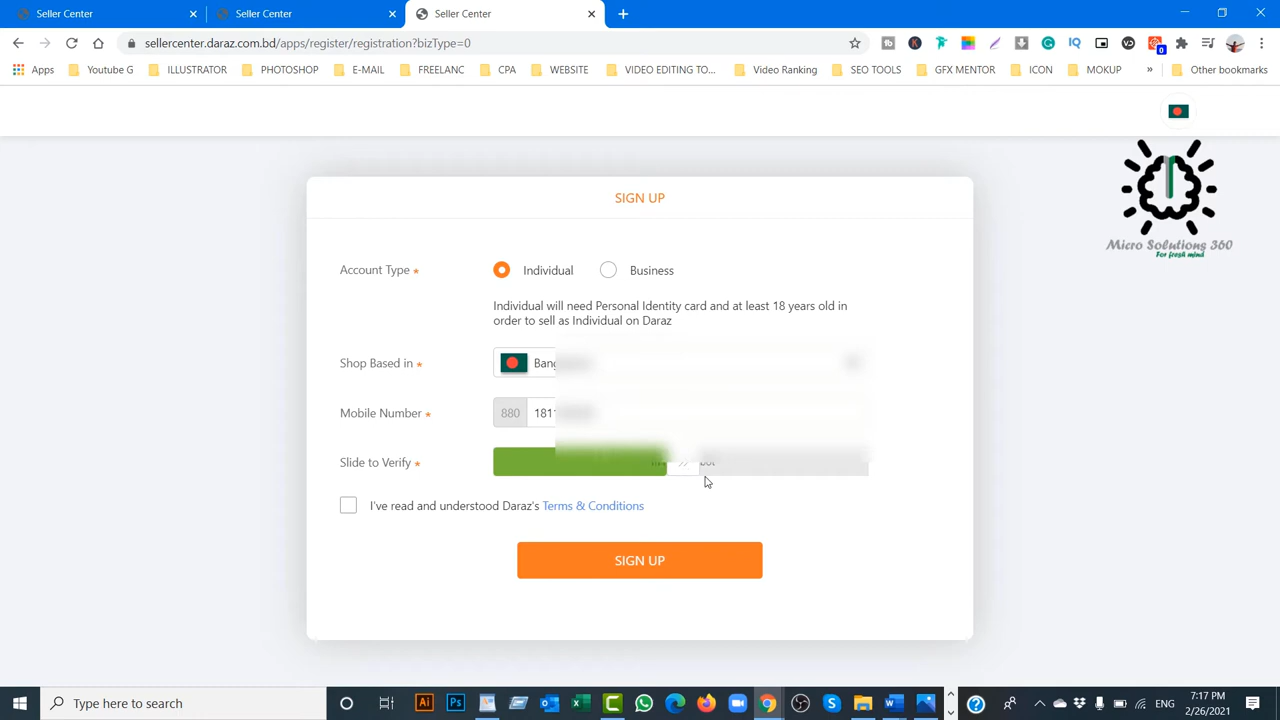 Seller Center
Seller Center
Seller Center
sellercenter.daraz.com.bd/apps/register/registration?bizType=0
0
Apps Youtube G ILLUSTRATOR PHOTOSHOP E-MAIL FREELANC CPA WEBSITE VIDEO EDITING TO... Video Ranking SEO TOOLS GFX MENTOR ICON MOKUP » Other bookmarks
Micro Solutions 360
For fresh mind
SIGN UP
Account Type * Individual Business
Individual will need Personal Identity card and at least 18 years old in
order to sell as Individual on Daraz
Shop Based in *
Mobile Number * 880
Slide to Verify *
I've read and understood Daraz's Terms & Conditions
SIGN UP
Type here to search
ENG
7:17 PM
2/26/2021